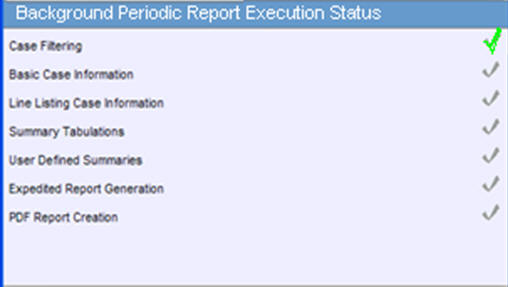 Background Periodic Report Execution Status
Case Filtering
Basic Case Information
Line Listing Case Information
Summary Tabulations
User Defined Summaries
Expedited Report Generation
PDF Report Creation